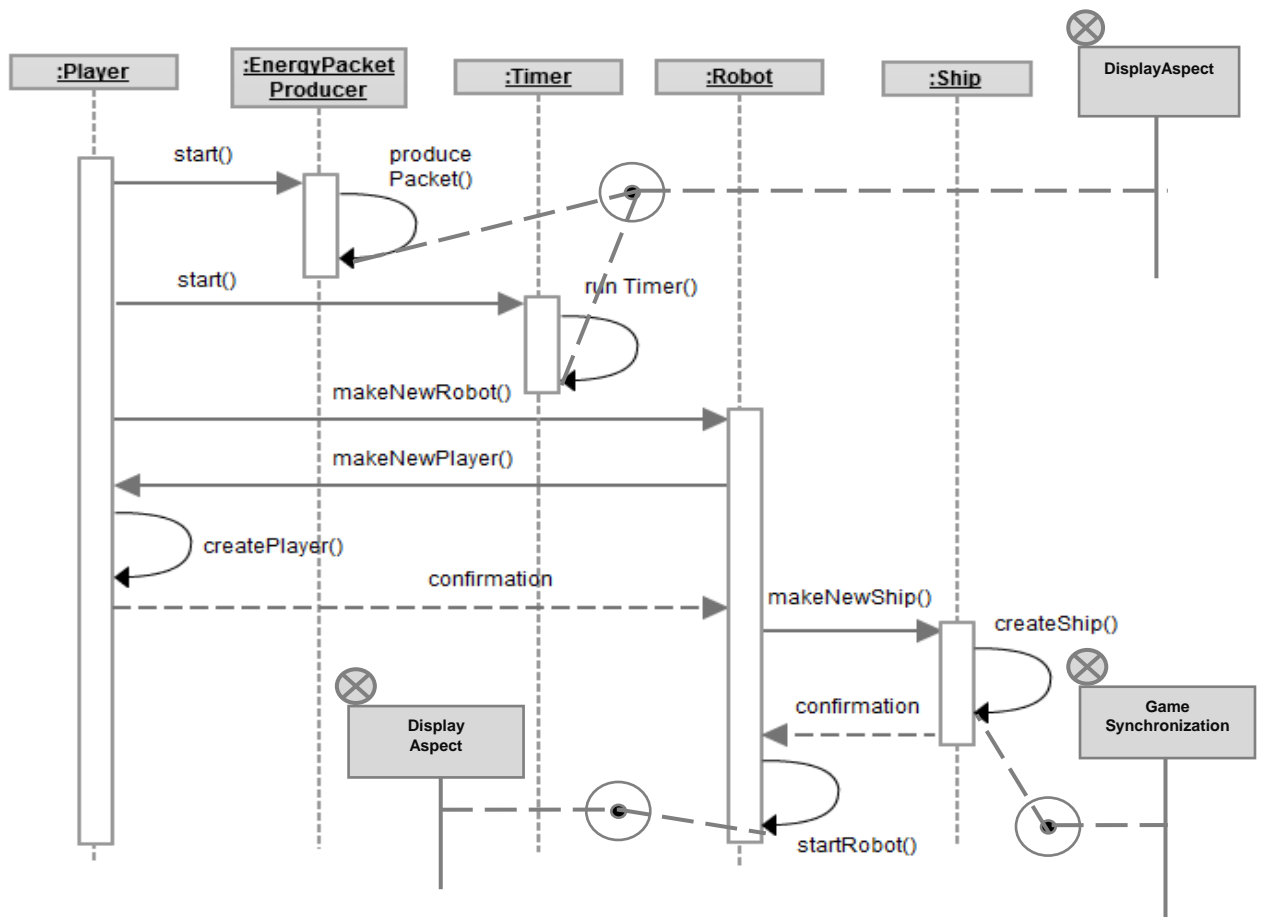 :Player
:EnergyPacket
Producer
:Timer
:Robot
:Ship
DisplayAspect
start()
produce
Packet()
start()
run Timer()
makeNewRobot()
makeNewPlayer()
createPlayer()
confirmation
makeNewShip()
createShip()
confirmation
Display
Aspect
Game
Synchronization
startRobot()